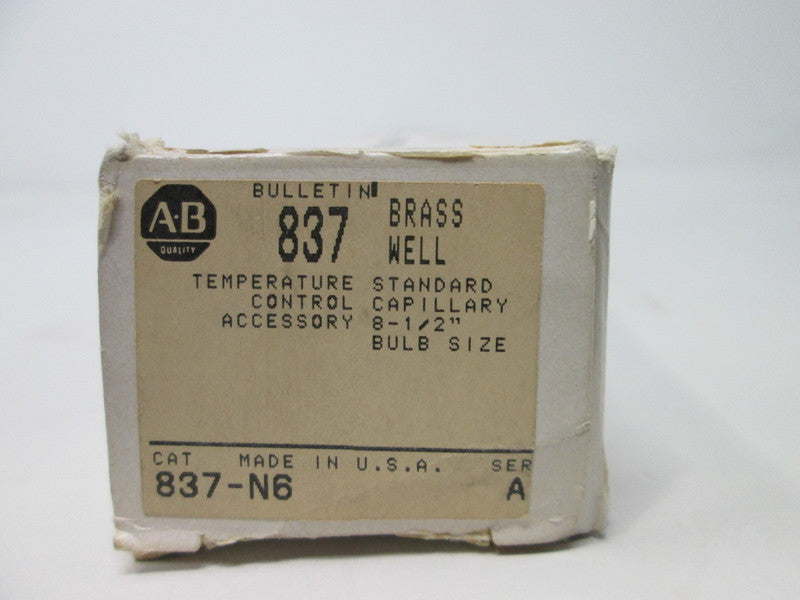 A·B
QUALITY
BULLETIN
837
BRASS
WELL
TEMPERATURE
CONTROL
ACCESSORY
STANDARD
CAPILLARY
8-1/2"
BULB SIZE
CAT MADE IN U.S.A. SER
837-N6 A